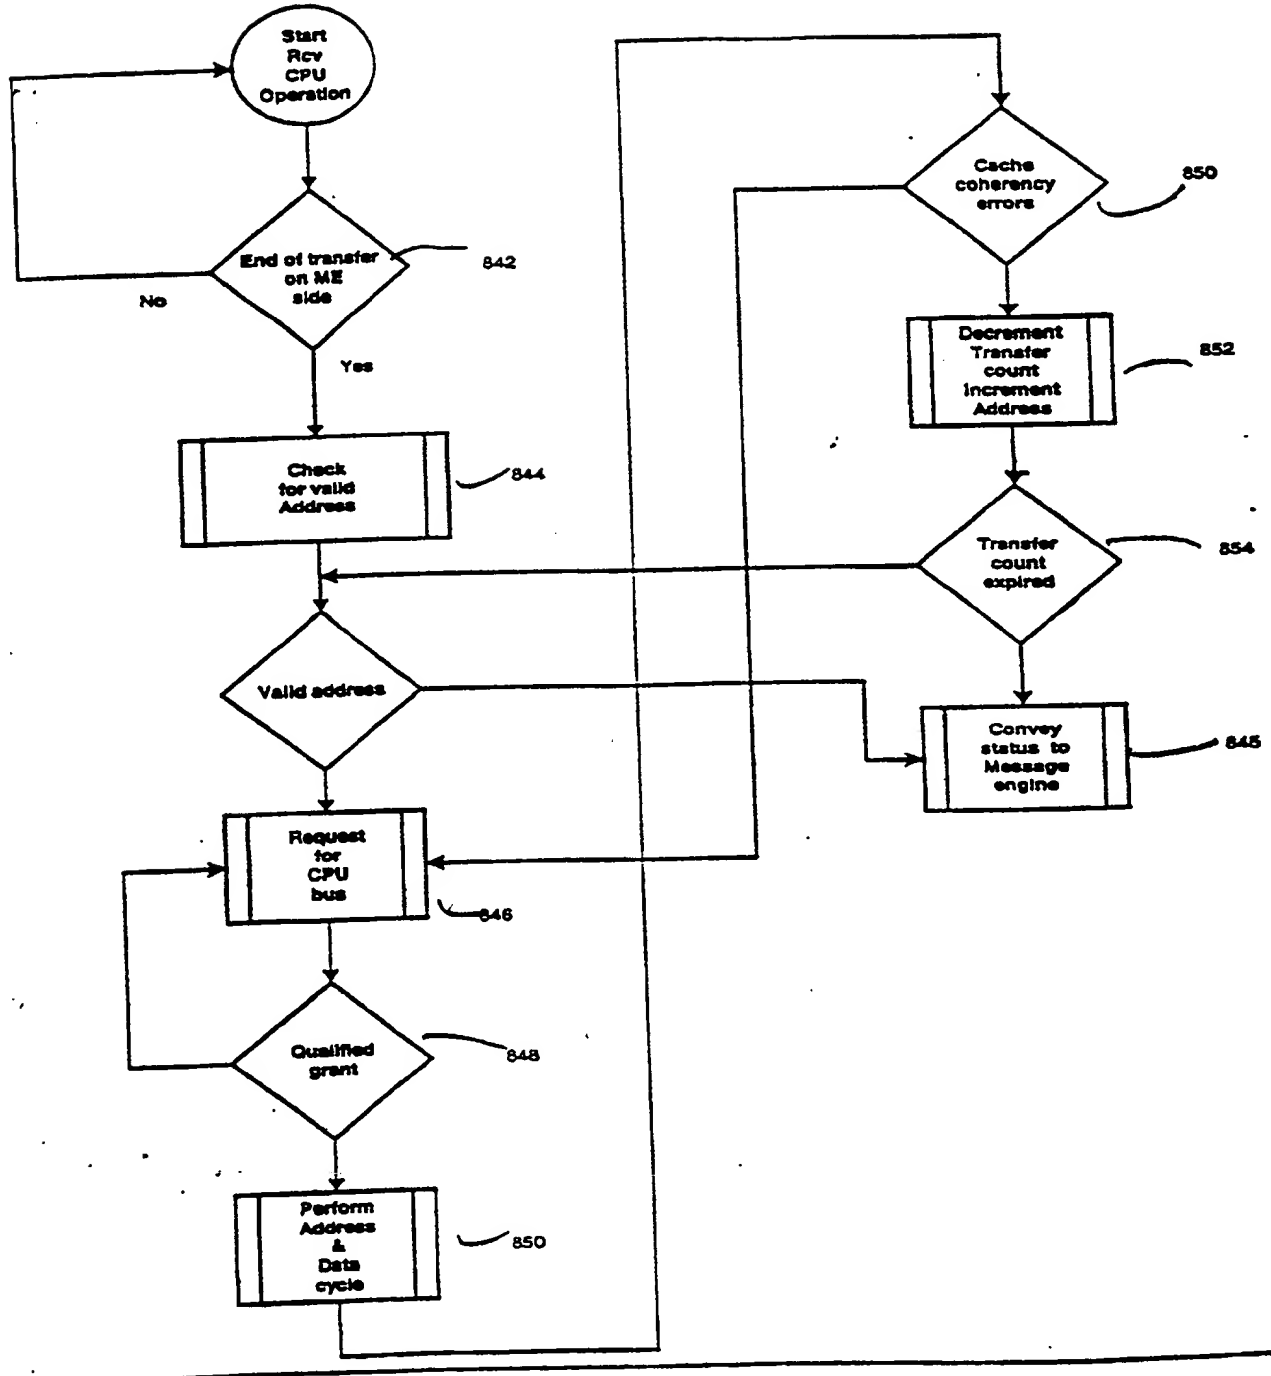 Start
Rcv
CPU
Operation
End of transfer
on ME
side
842
No
Yes
Check
for valid
Address
844
Valid address
Request
for
CPU
bus
846
Qualified
grant
848
Perform
Address
&
Data
cycle
850
Cache
coherency
errors
850
Decrement
Transfer
count
Increment
Address
852
Transfer
count
expired
854
Convey
status to
Message
engine
845